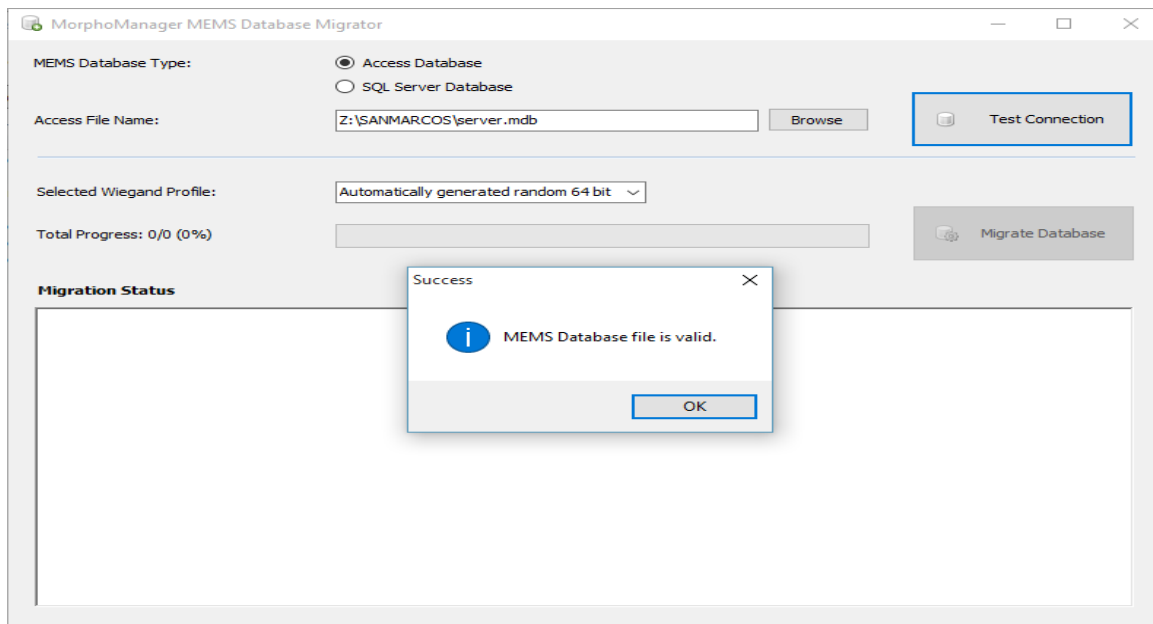 MorphoManager MEMS Database Migrator
MEMS Database Type:
Access Database
SQL Server Database
Access File Name:
Z:\SANMARCOS\server.mdb
Browse
Test Connection
Selected Wiegand Profile:
Automatically generated random 64 bit
Total Progress: 0/0 (0%)
Migrate Database
Migration Status
Success
MEMS Database file is valid.
OK